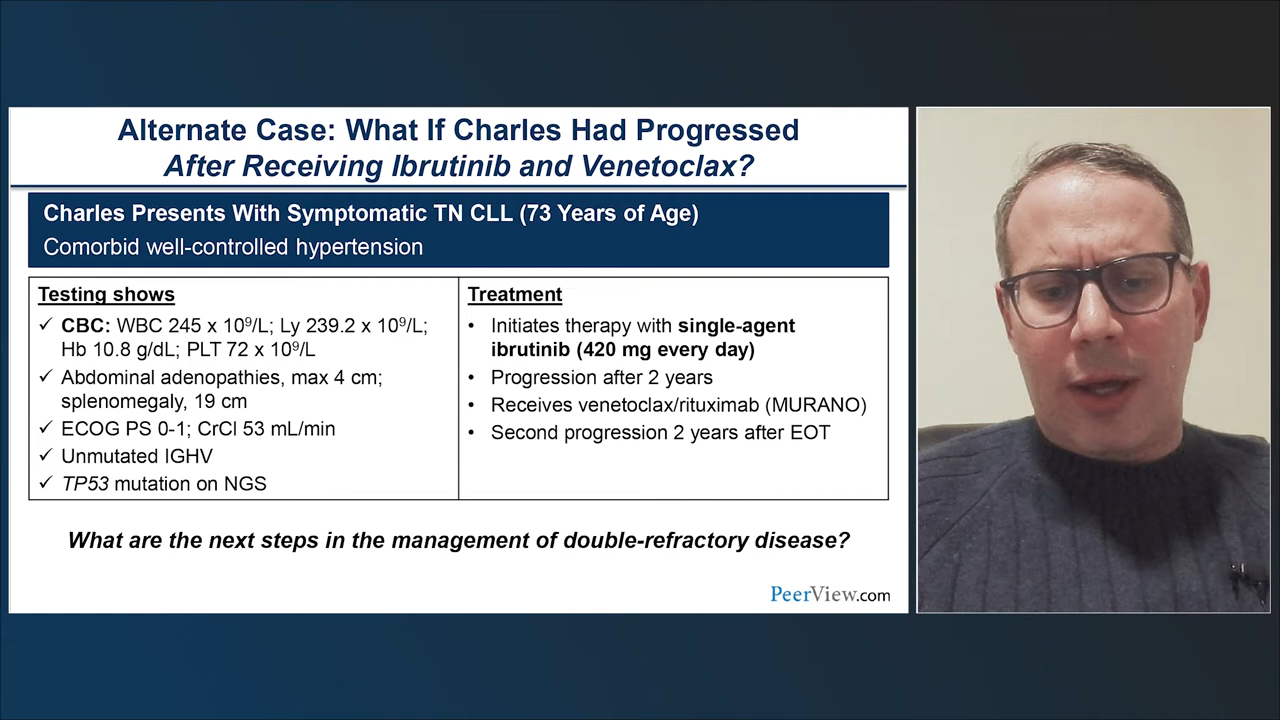 Alternate Case: What If Charles Had Progressed
After Receiving Ibrutinib and Venetoclax?
Charles Presents With Symptomatic TN CLL (73 Years of Age)
Comorbid well-controlled hypertension
Testing shows
✓ CBC: WBC 245 x 10⁹/L; Ly 239.2 x 10⁹/L;
Hb 10.8 g/dL; PLT 72 x 10⁹/L
✓ Abdominal adenopathies, max 4 cm;
splenomegaly, 19 cm
✓ ECOG PS 0-1; CrCl 53 mL/min
✓ Unmutated IGHV
✓ TP53 mutation on NGS
Treatment
• Initiates therapy with single-agent
ibrutinib (420 mg every day)
• Progression after 2 years
• Receives venetoclax/rituximab (MURANO)
• Second progression 2 years after EOT
What are the next steps in the management of double-refractory disease?
PeerView.com